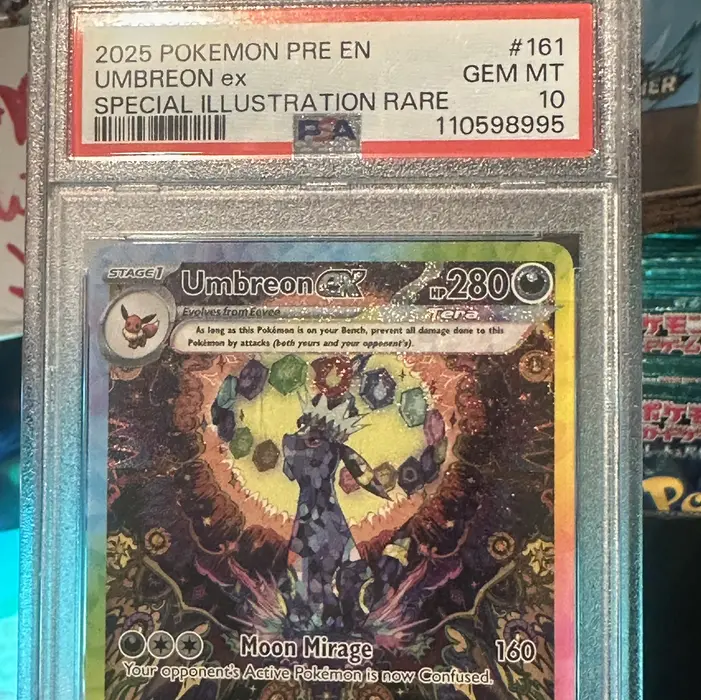 2025 POKEMON PRE EN #161
UMBREON ex GEM MT
SPECIAL ILLUSTRATION RARE 10
PSA 110598995
STAGE 1 Umbreon ex HP 280
Evolves from Eevee Tera
As long as this Pokémon is on your Bench, prevent all damage done to this
Pokémon by attacks (both yours and your opponent's).
Moon Mirage 160
Your opponent's Active Pokémon is now Confused.